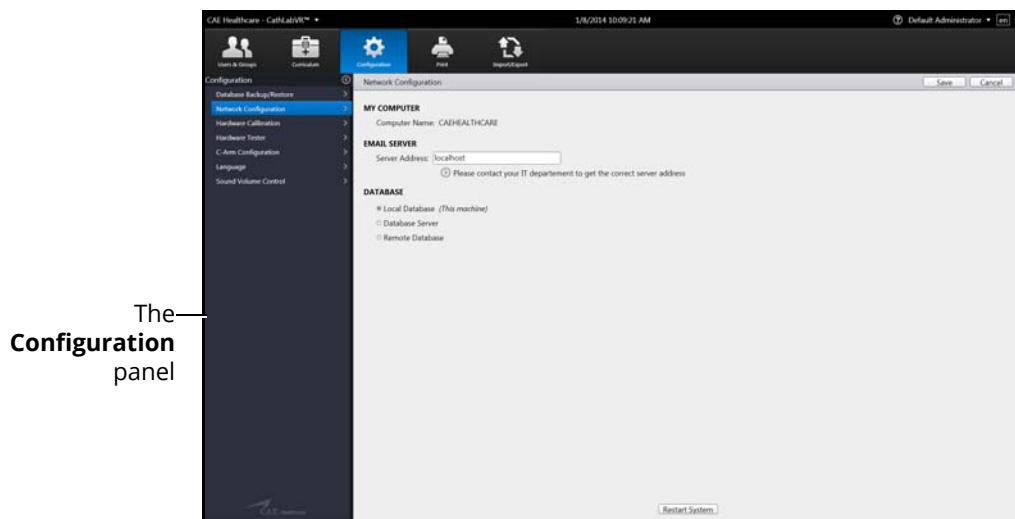 CAE Healthcare - CathLabVR™
1/8/2014 10:09:21 AM
Default Administrator
en
Users & Groups
Curriculum
Configuration
Print
Import/Export
Configuration
Database Backup/Restore
Network Configuration
Hardware Calibration
Hardware Tester
C-Arm Configuration
Language
Sound Volume Control
Network Configuration
Save
Cancel
MY COMPUTER
Computer Name: CAEHEALTHCARE
EMAIL SERVER
Server Address: localhost
Please contact your IT departement to get the correct server address
DATABASE
Local Database (This machine)
Database Server
Remote Database
The
Configuration
panel
CAE Healthcare
Restart System